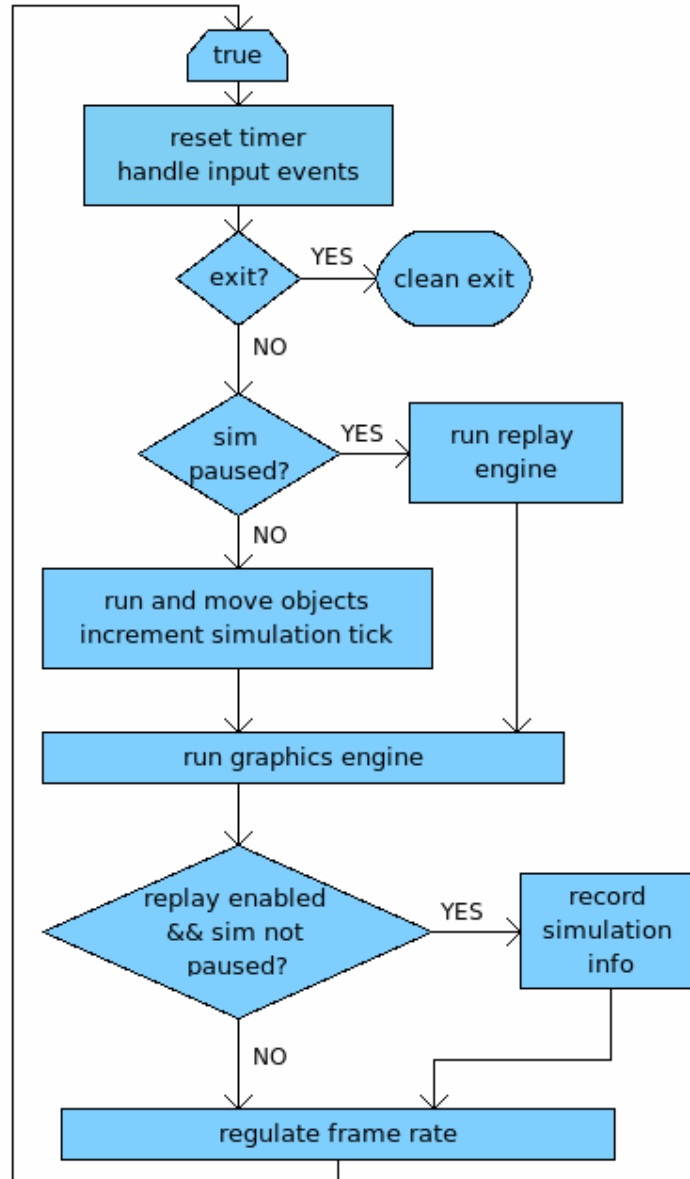 true
reset timer
handle input events
exit?
YES
clean exit
NO
sim
paused?
YES
run replay
engine
NO
run and move objects
increment simulation tick
run graphics engine
replay enabled
&& sim not
paused?
YES
record
simulation
info
NO
regulate frame rate